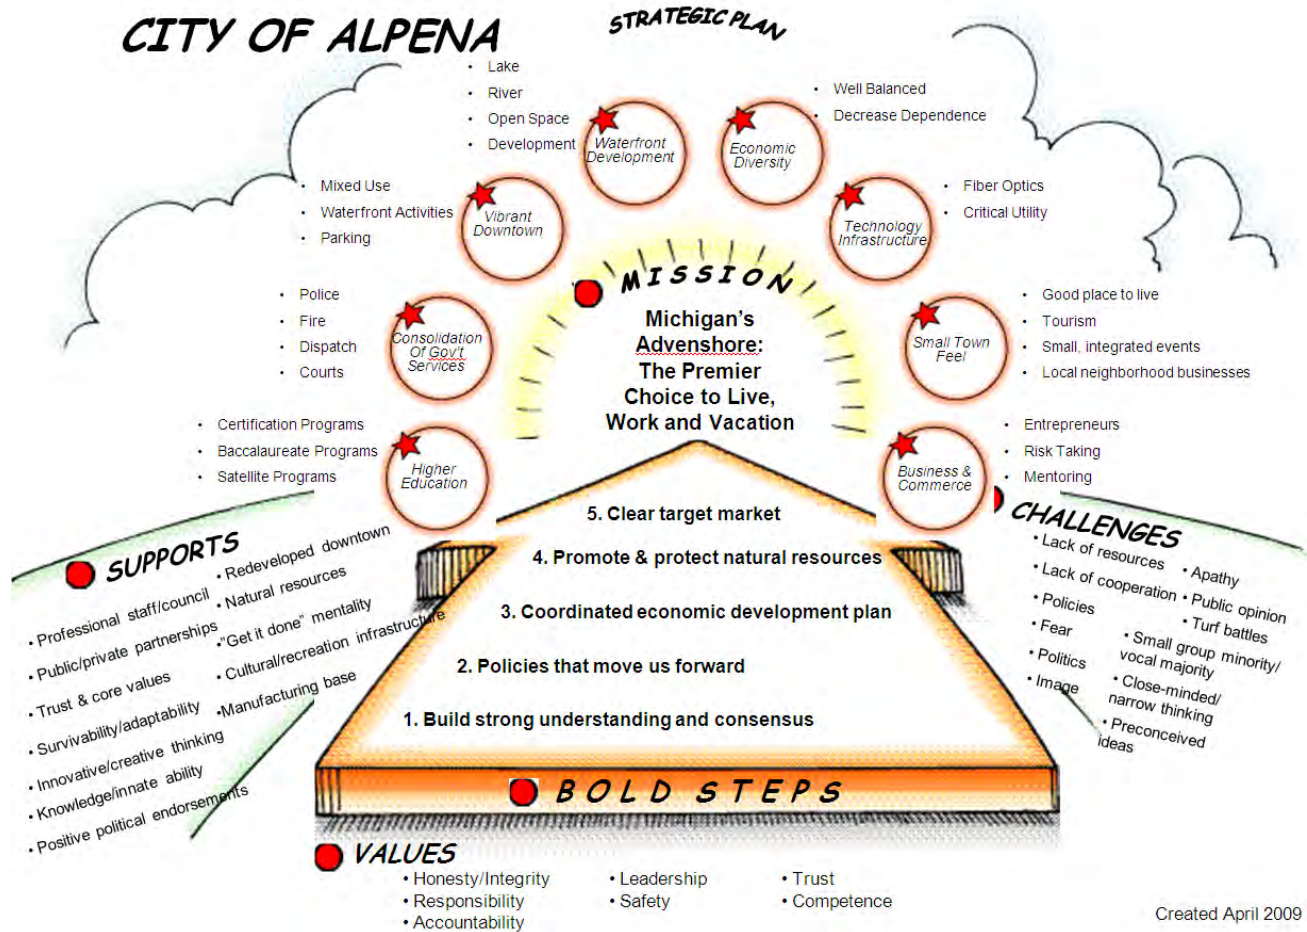 CITY OF ALPENA
STRATEGIC PLAN
• Lake
• River
• Open Space
• Development
Waterfront
Development
• Well Balanced
• Decrease Dependence
Economic
Diversity
• Mixed Use
• Waterfront Activities
• Parking
Vibrant
Downtown
• Fiber Optics
• Critical Utility
Technology
Infrastructure
• Police
• Fire
• Dispatch
• Courts
Consolidation
Of Gov't
Services
• Good place to live
• Tourism
• Small, integrated events
• Local neighborhood businesses
Small Town
Feel
• Certification Programs
• Baccalaureate Programs
• Satellite Programs
Higher
Education
• Entrepreneurs
• Risk Taking
• Mentoring
Business &
Commerce
MISSION
Michigan's
Advenshore:
The Premier
Choice to Live,
Work and Vacation
5. Clear target market
4. Promote & protect natural resources
3. Coordinated economic development plan
2. Policies that move us forward
1. Build strong understanding and consensus
BOLD STEPS
SUPPORTS
• Professional staff/council
• Public/private partnerships
• Trust & core values
• Survivability/adaptability
• Innovative/creative thinking
• Knowledge/innate ability
• Positive political endorsements
• Redeveloped downtown
• Natural resources
•"Get it done" mentality
• Cultural/recreation infrastructure
•Manufacturing base
CHALLENGES
• Lack of resources
• Lack of cooperation
• Policies
• Fear
• Politics
• Image
• Apathy
• Public opinion
• Turf battles
• Small group minority/
vocal majority
• Close-minded/
narrow thinking
• Preconceived
ideas
VALUES
• Honesty/Integrity
• Responsibility
• Accountability
• Leadership
• Safety
• Trust
• Competence
Created April 2009